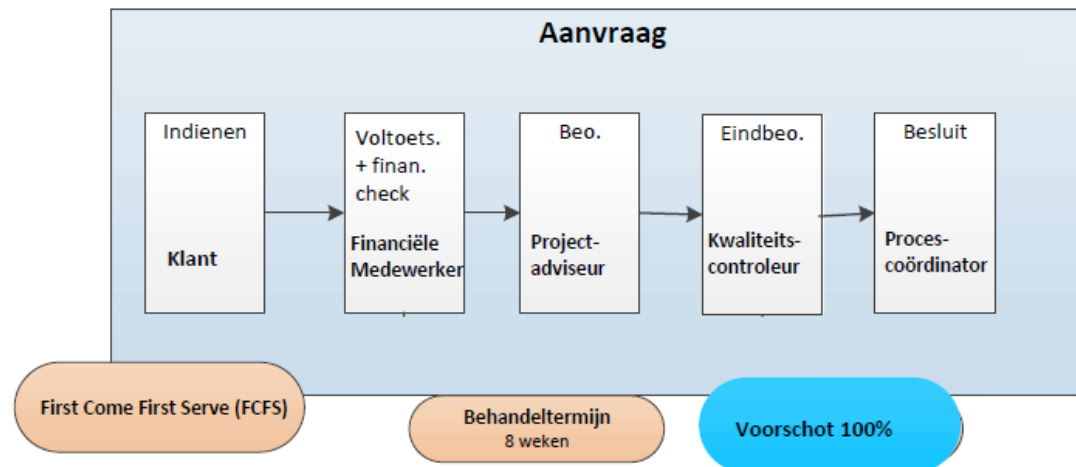 Aanvraag
Indienen
Klant
Voltoets.
+ finan.
check
Financiële
Medewerker
Beo.
Project-
adviseur
Eindbeo.
Kwaliteits-
controleur
Besluit
Proces-
coördinator
First Come First Serve (FCFS)
Behandeltermijn
8 weken
Voorschot 100%